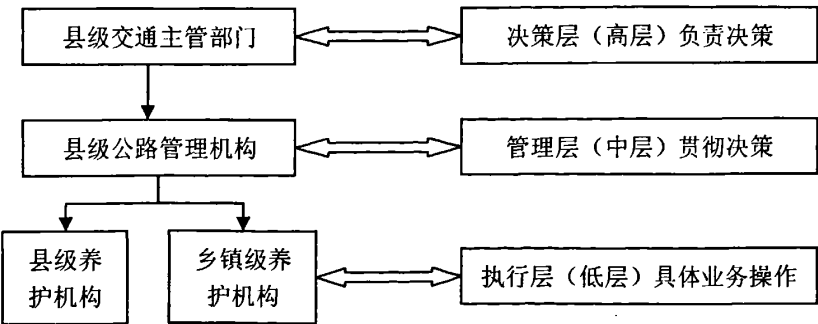 县级交通主管部门
决策层（高层）负责决策
县级公路管理机构
管理层（中层）贯彻决策
县级养
护机构
乡镇级养
护机构
执行层（低层）具体业务操作